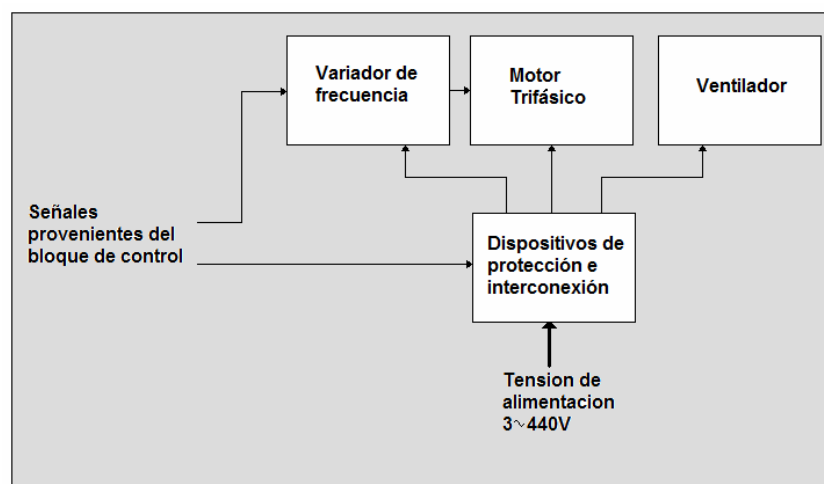 Variador de
frecuencia
Motor
Trifásico
Ventilador
Señales
provenientes del
bloque de control
Dispositivos de
protección e
interconexión
Tension de
alimentacion
3~440V